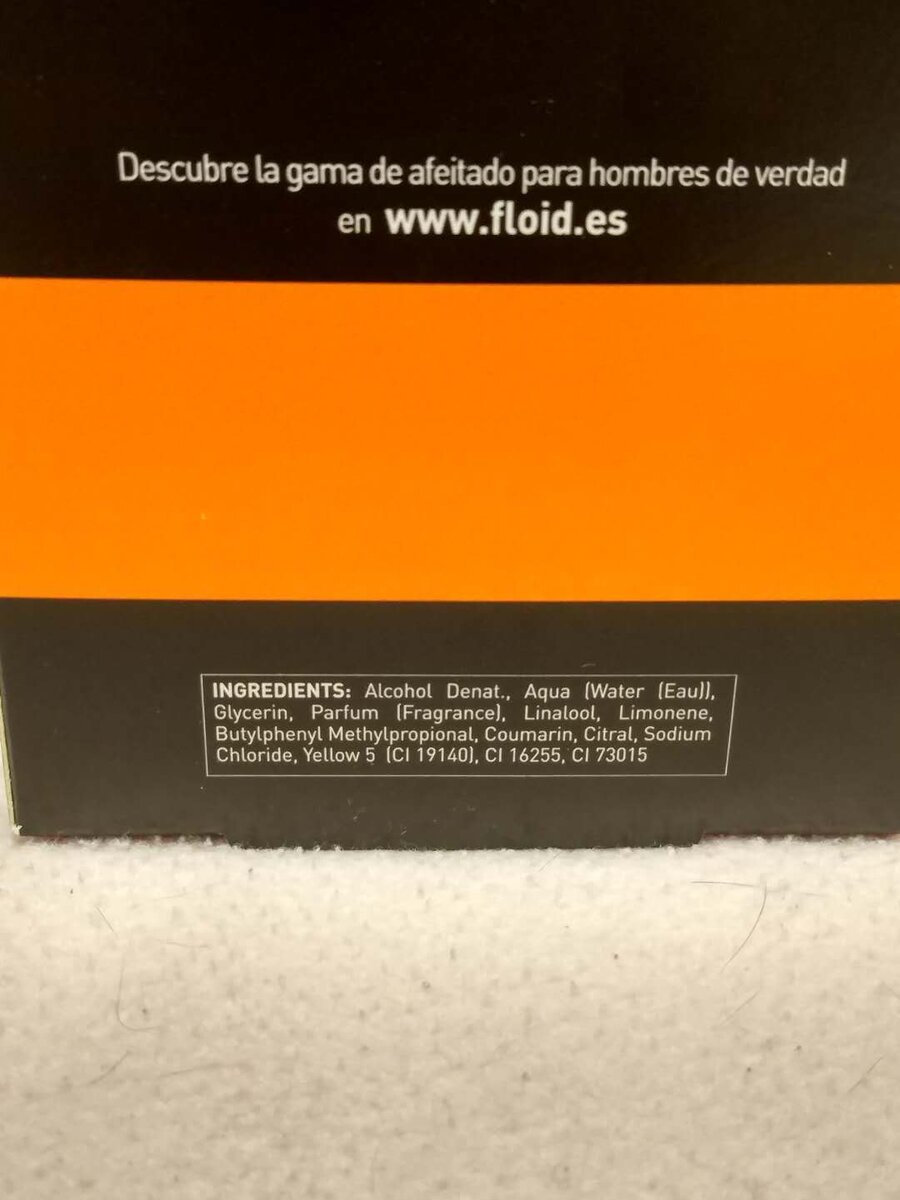 Descubre la gama de afeitado para hombres de verdad
en www.floid.es
INGREDIENTS: Alcohol Denat., Aqua (Water (Eau)),
Glycerin, Parfum (Fragrance), Linalool, Limonene,
Butylphenyl Methylpropional, Coumarin, Citral, Sodium
Chloride, Yellow 5 (CI 19140), CI 16255, CI 73015